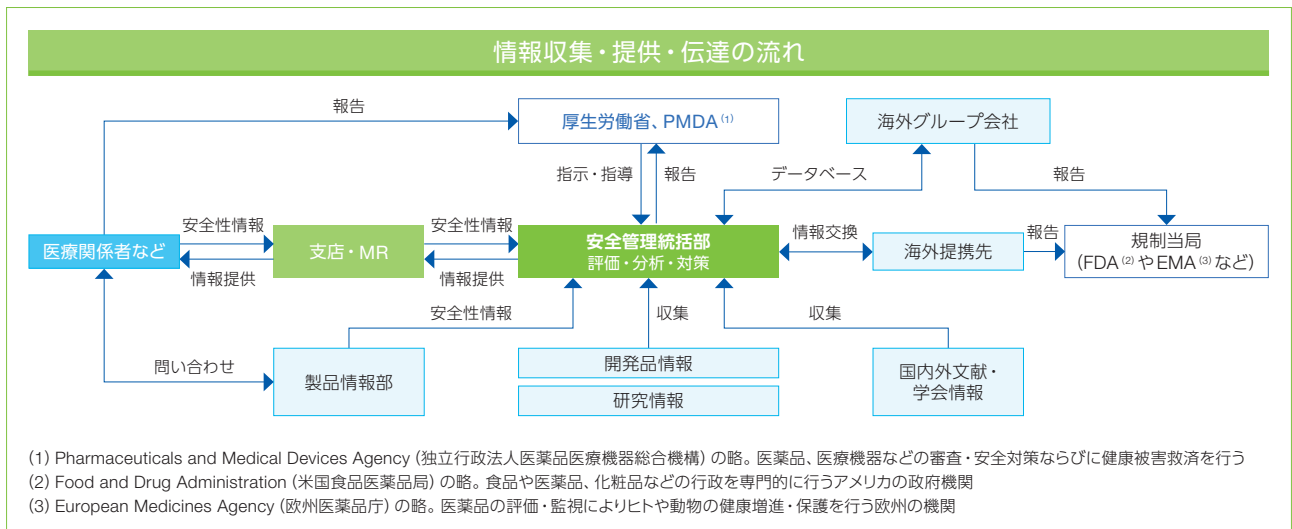 情報収集・提供・伝達の流れ
報告
厚生労働省、PMDA(1)
海外グループ会社
指示・指導
報告
データベース
報告
安全性情報
安全性情報
医療関係者など
支店・MR
安全管理統括部
評価・分析・対策
情報交換
海外提携先
報告
規制当局
(FDA(2)やEMA(3)など)
情報提供
情報提供
安全性情報
収集
収集
問い合わせ
製品情報部
開発品情報
研究情報
国内外文献・
学会情報
(1) Pharmaceuticals and Medical Devices Agency (独立行政法人医薬品医療機器総合機構) の略。医薬品、医療機器などの審査・安全対策ならびに健康被害救済を行う
(2) Food and Drug Administration (米国食品医薬品局) の略。食品や医薬品、化粧品などの行政を専門的に行うアメリカの政府機関
(3) European Medicines Agency (欧州医薬品庁) の略。医薬品の評価・監視によりヒトや動物の健康増進・保護を行う欧州の機関